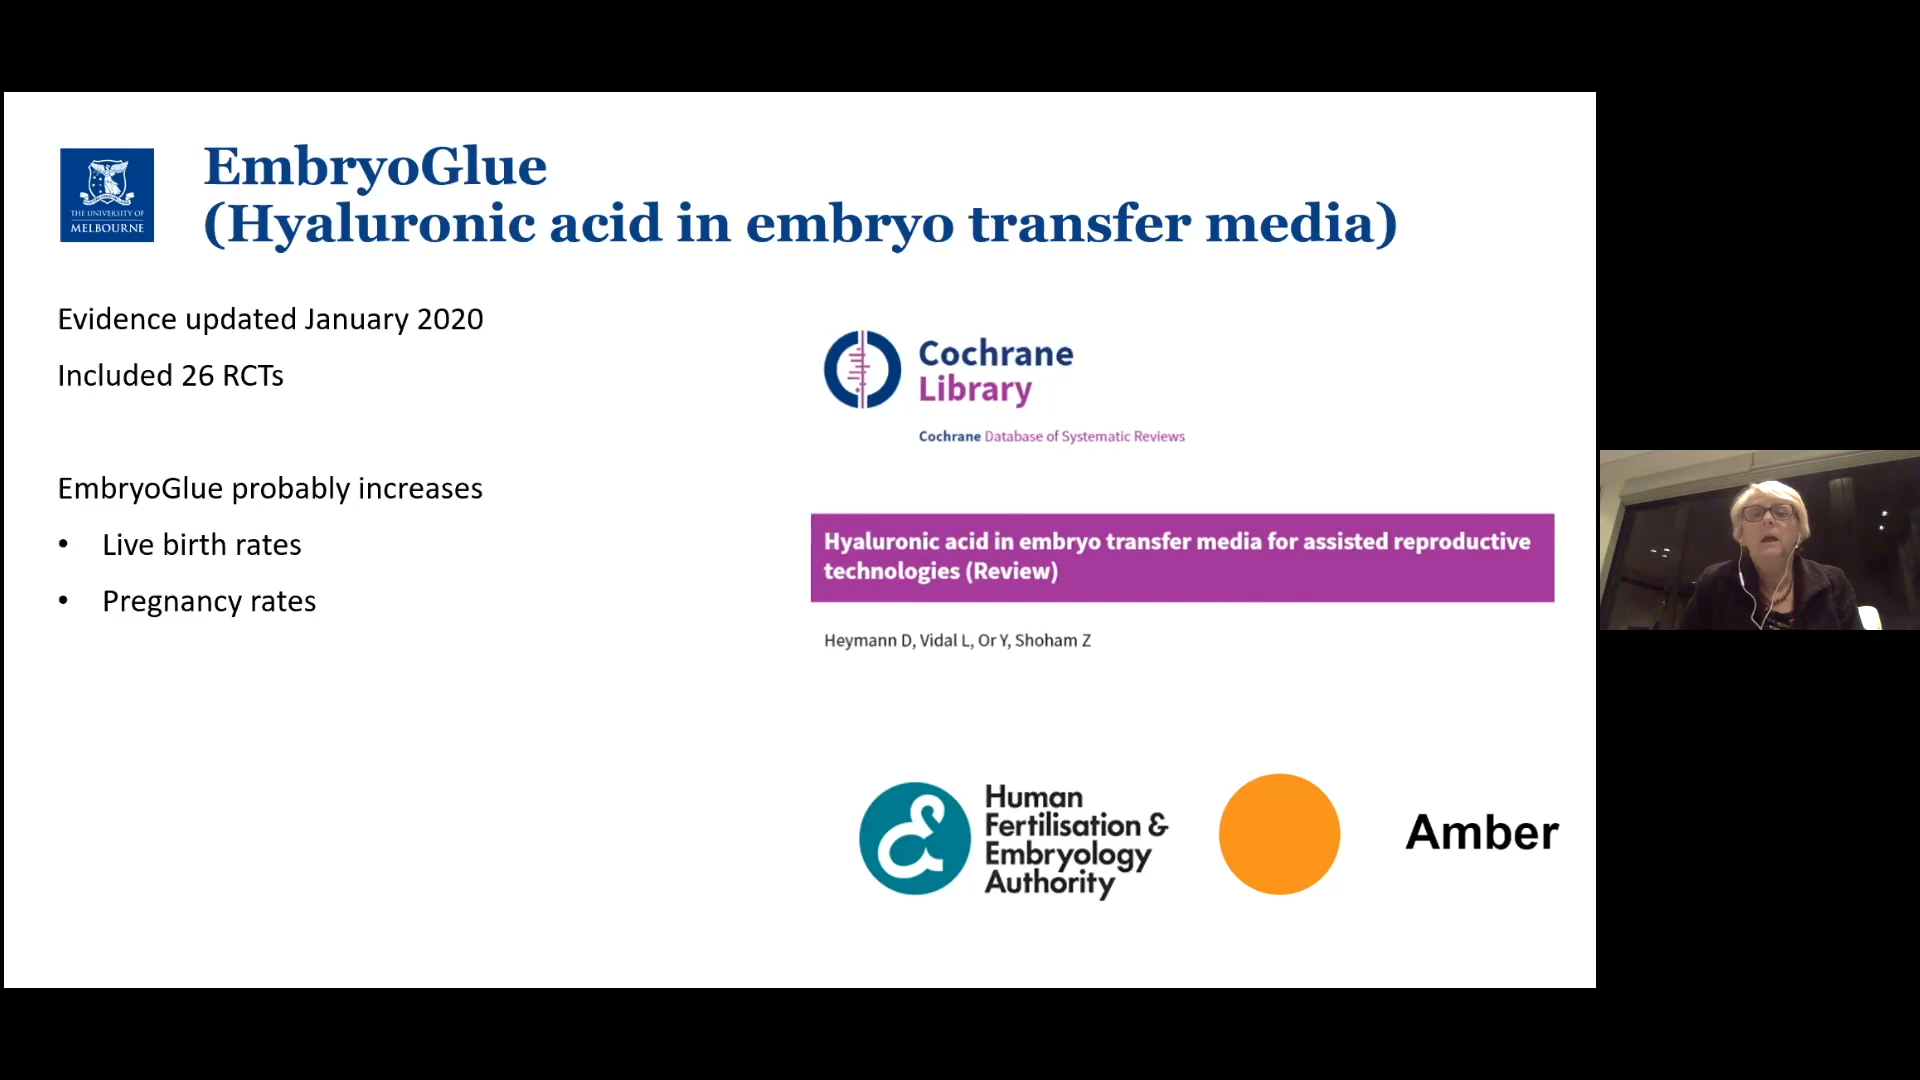 THE UNIVERSITY OF
MELBOURNE
EmbryoGlue
(Hyaluronic acid in embryo transfer media)
Evidence updated January 2020
Included 26 RCTs
EmbryoGlue probably increases
• Live birth rates
• Pregnancy rates
Cochrane
Library
Cochrane Database of Systematic Reviews
Hyaluronic acid in embryo transfer media for assisted reproductive
technologies (Review)
Heymann D, Vidal L, Or Y, Shoham Z
Human
Fertilisation &
Embryology
Authority
Amber